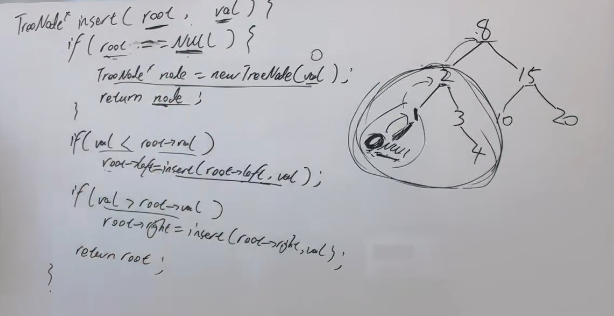 TreeNode* insert( root , val ) {
if( root == NULL ) {
TreeNode* node = new TreeNode(val);
return node ;
}
if( val < root->val )
root->left=insert(root->left, val) ;
if( val > root->val )
root->right = insert(root->right, val) ;
return root ;
}
0
8
2 15
1 3 10 20
0 NULL 4